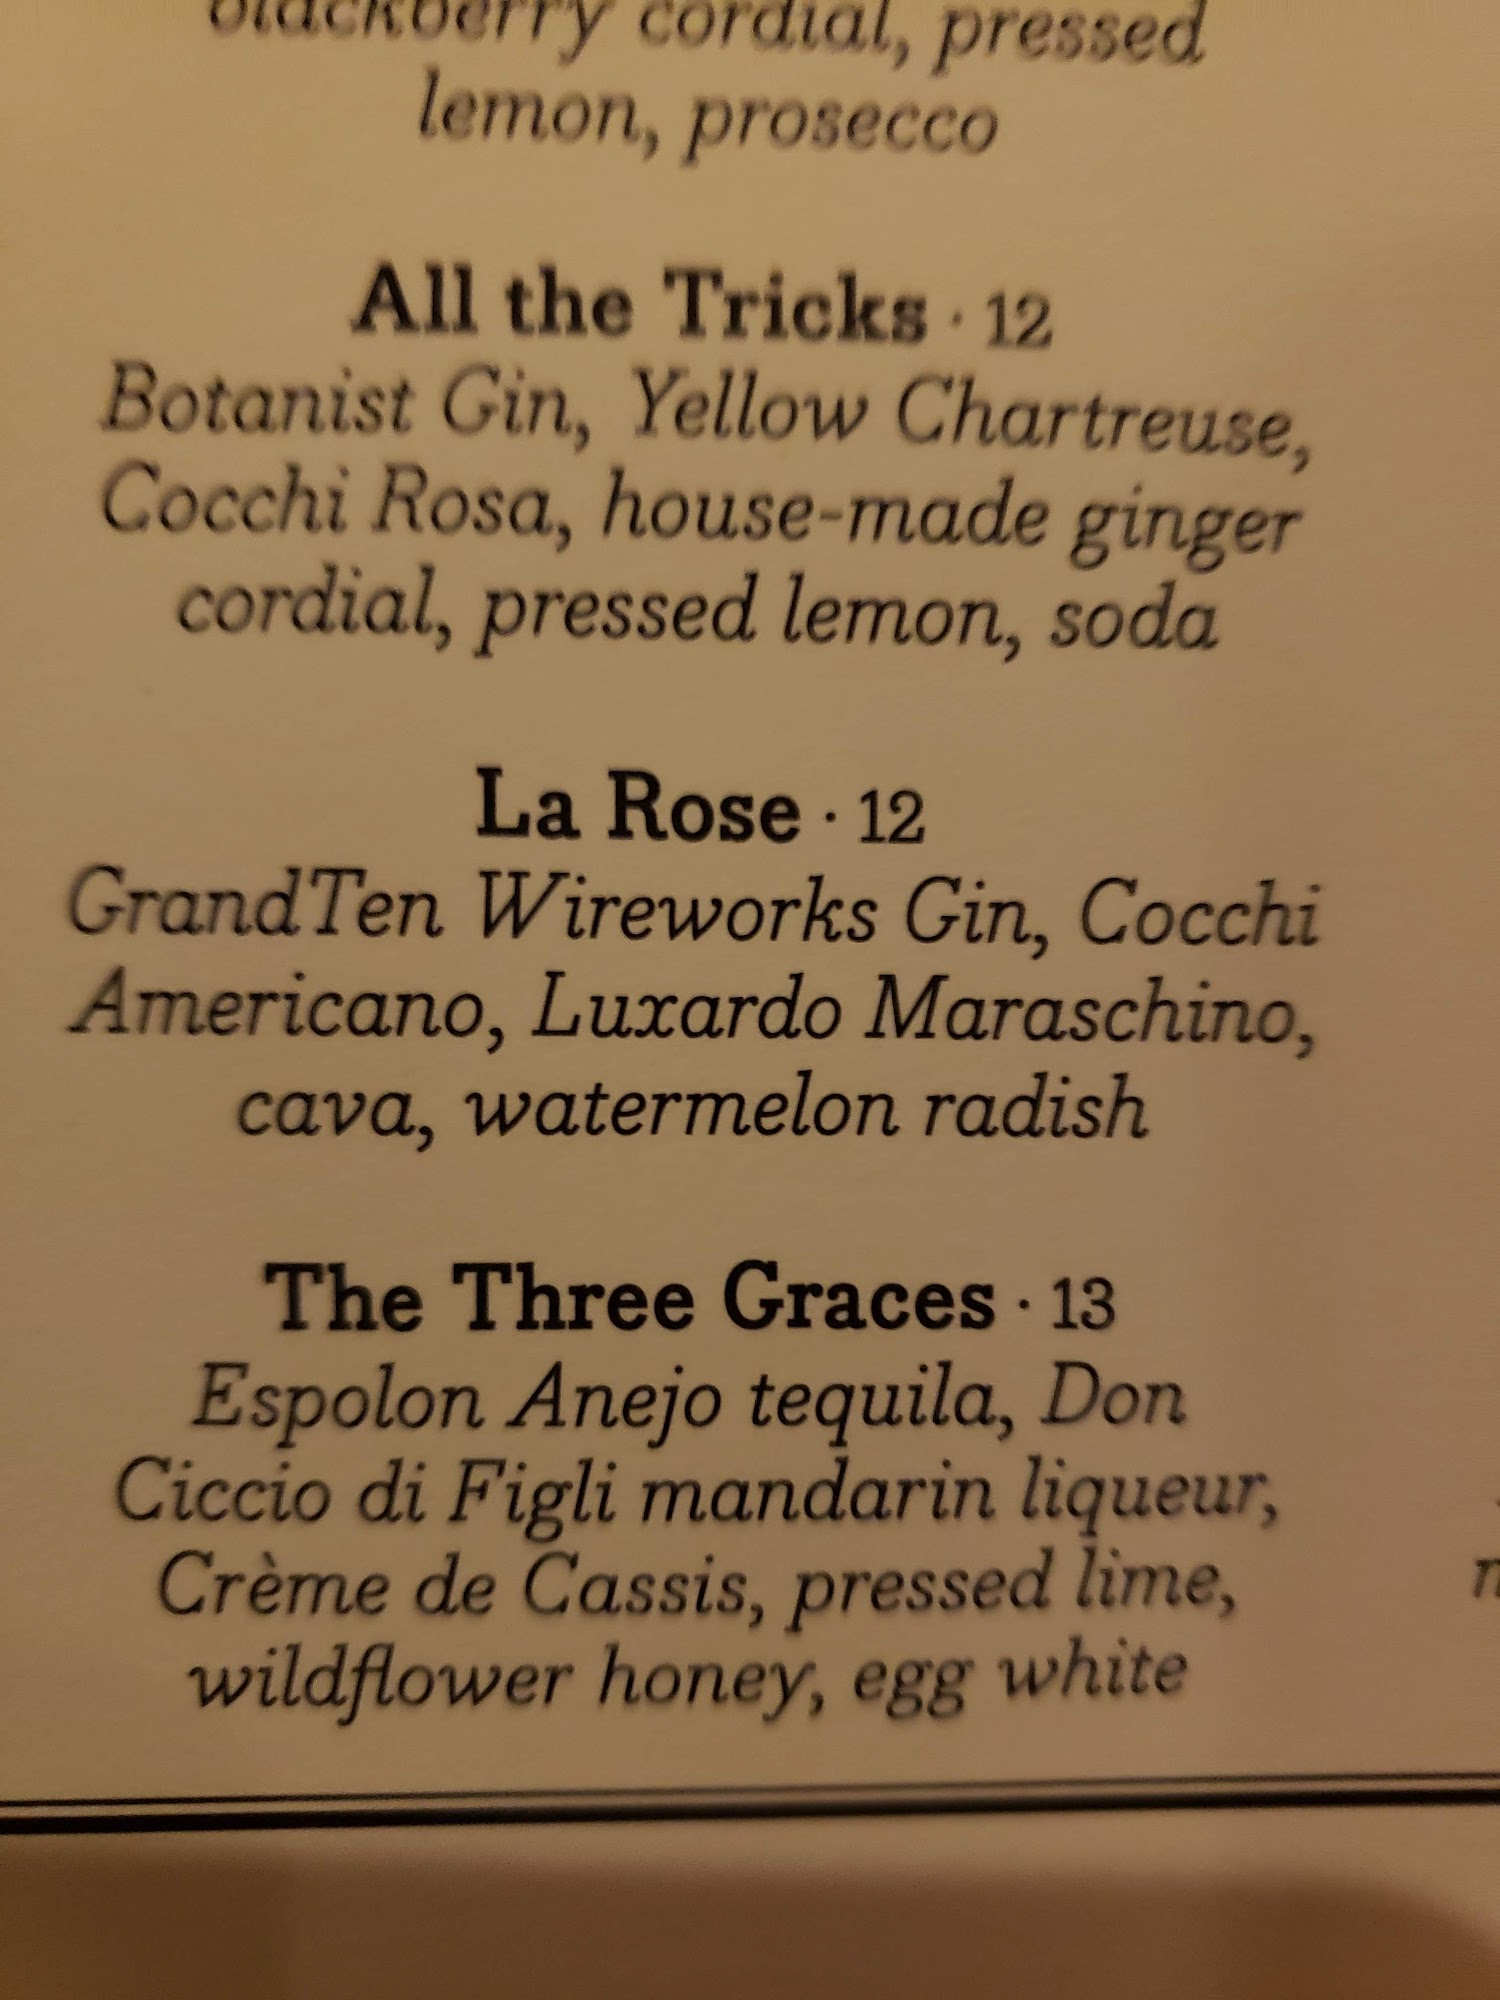 blackberry cordial, pressed
lemon, prosecco
All the Tricks · 12
Botanist Gin, Yellow Chartreuse,
Cocchi Rosa, house-made ginger
cordial, pressed lemon, soda
La Rose · 12
GrandTen Wireworks Gin, Cocchi
Americano, Luxardo Maraschino,
cava, watermelon radish
The Three Graces · 13
Espolon Anejo tequila, Don
Ciccio di Figli mandarin liqueur,
Crème de Cassis, pressed lime,
wildflower honey, egg white